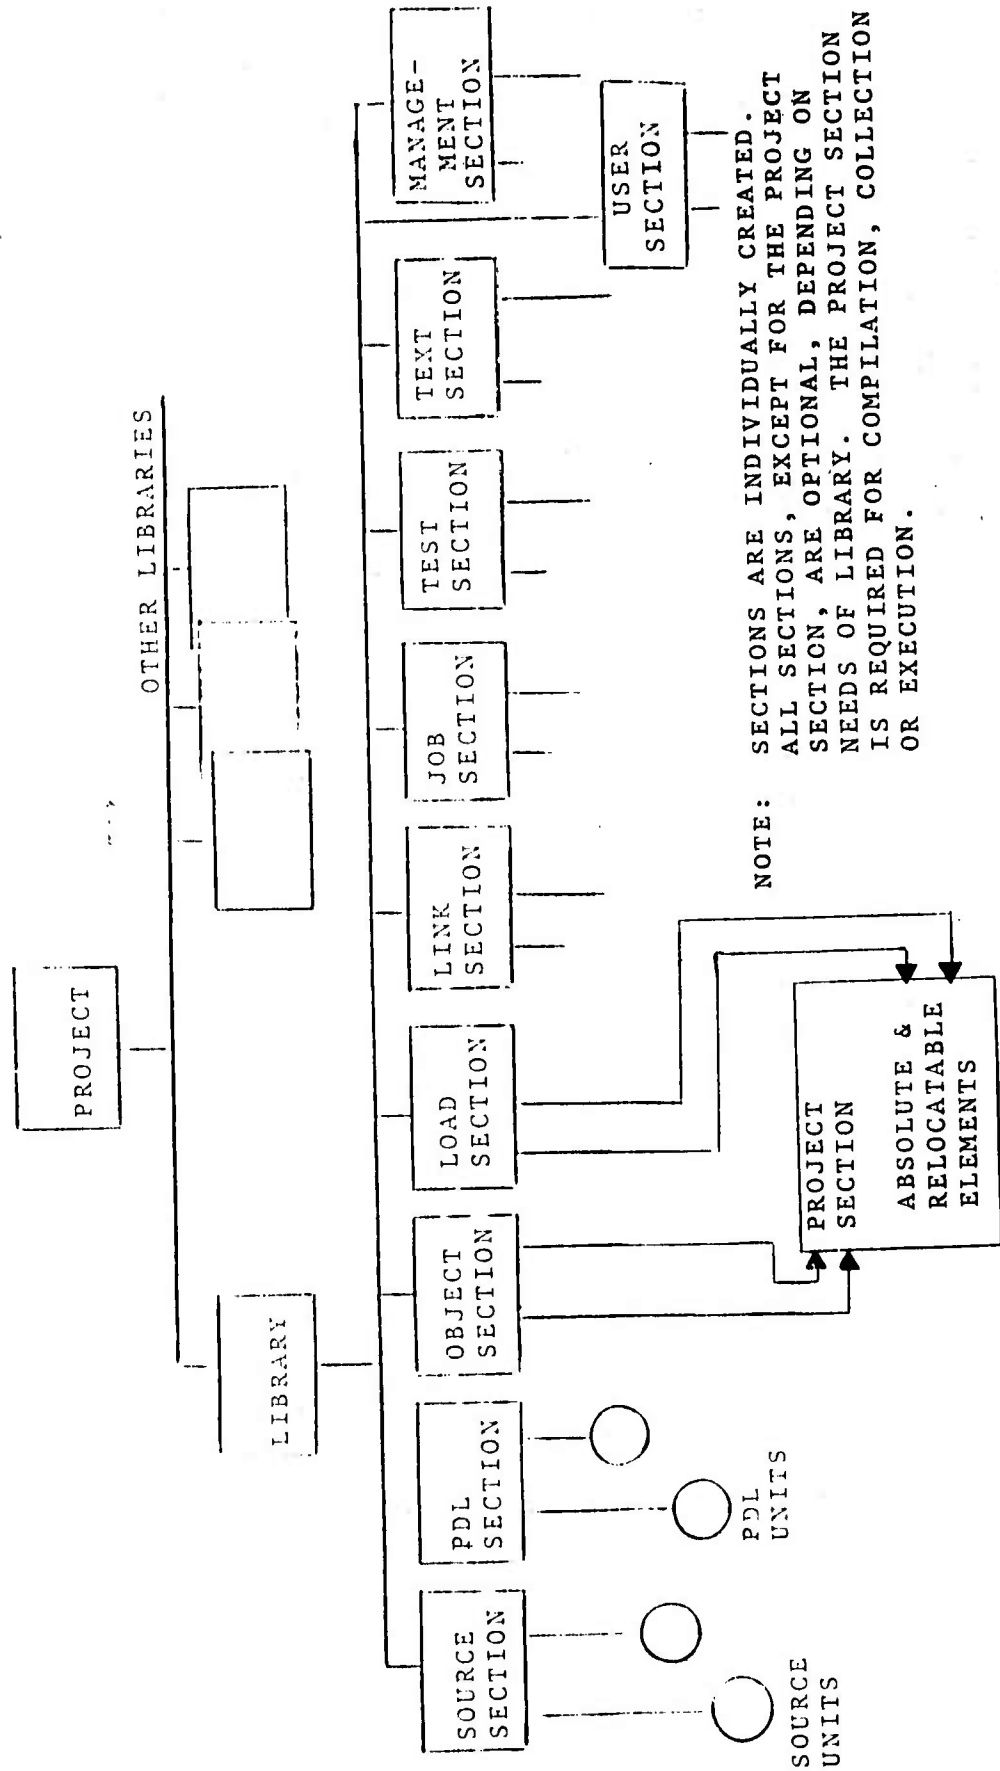 PROJECT
OTHER LIBRARIES
LIBRARY
SOURCE
SECTION
PDL
SECTION
OBJECT
SECTION
LOAD
SECTION
LINK
SECTION
JOB
SECTION
TEST
SECTION
TEXT
SECTION
MANAGE-
MENT
SECTION
USER
SECTION
SOURCE
UNITS
PDL
UNITS
PROJECT
SECTION
ABSOLUTE &
RELOCATABLE
ELEMENTS
NOTE: SECTIONS ARE INDIVIDUALLY CREATED.
ALL SECTIONS, EXCEPT FOR THE PROJECT
SECTION, ARE OPTIONAL, DEPENDING ON
NEEDS OF LIBRARY. THE PROJECT SECTION
IS REQUIRED FOR COMPILATION, COLLECTION
OR EXECUTION.